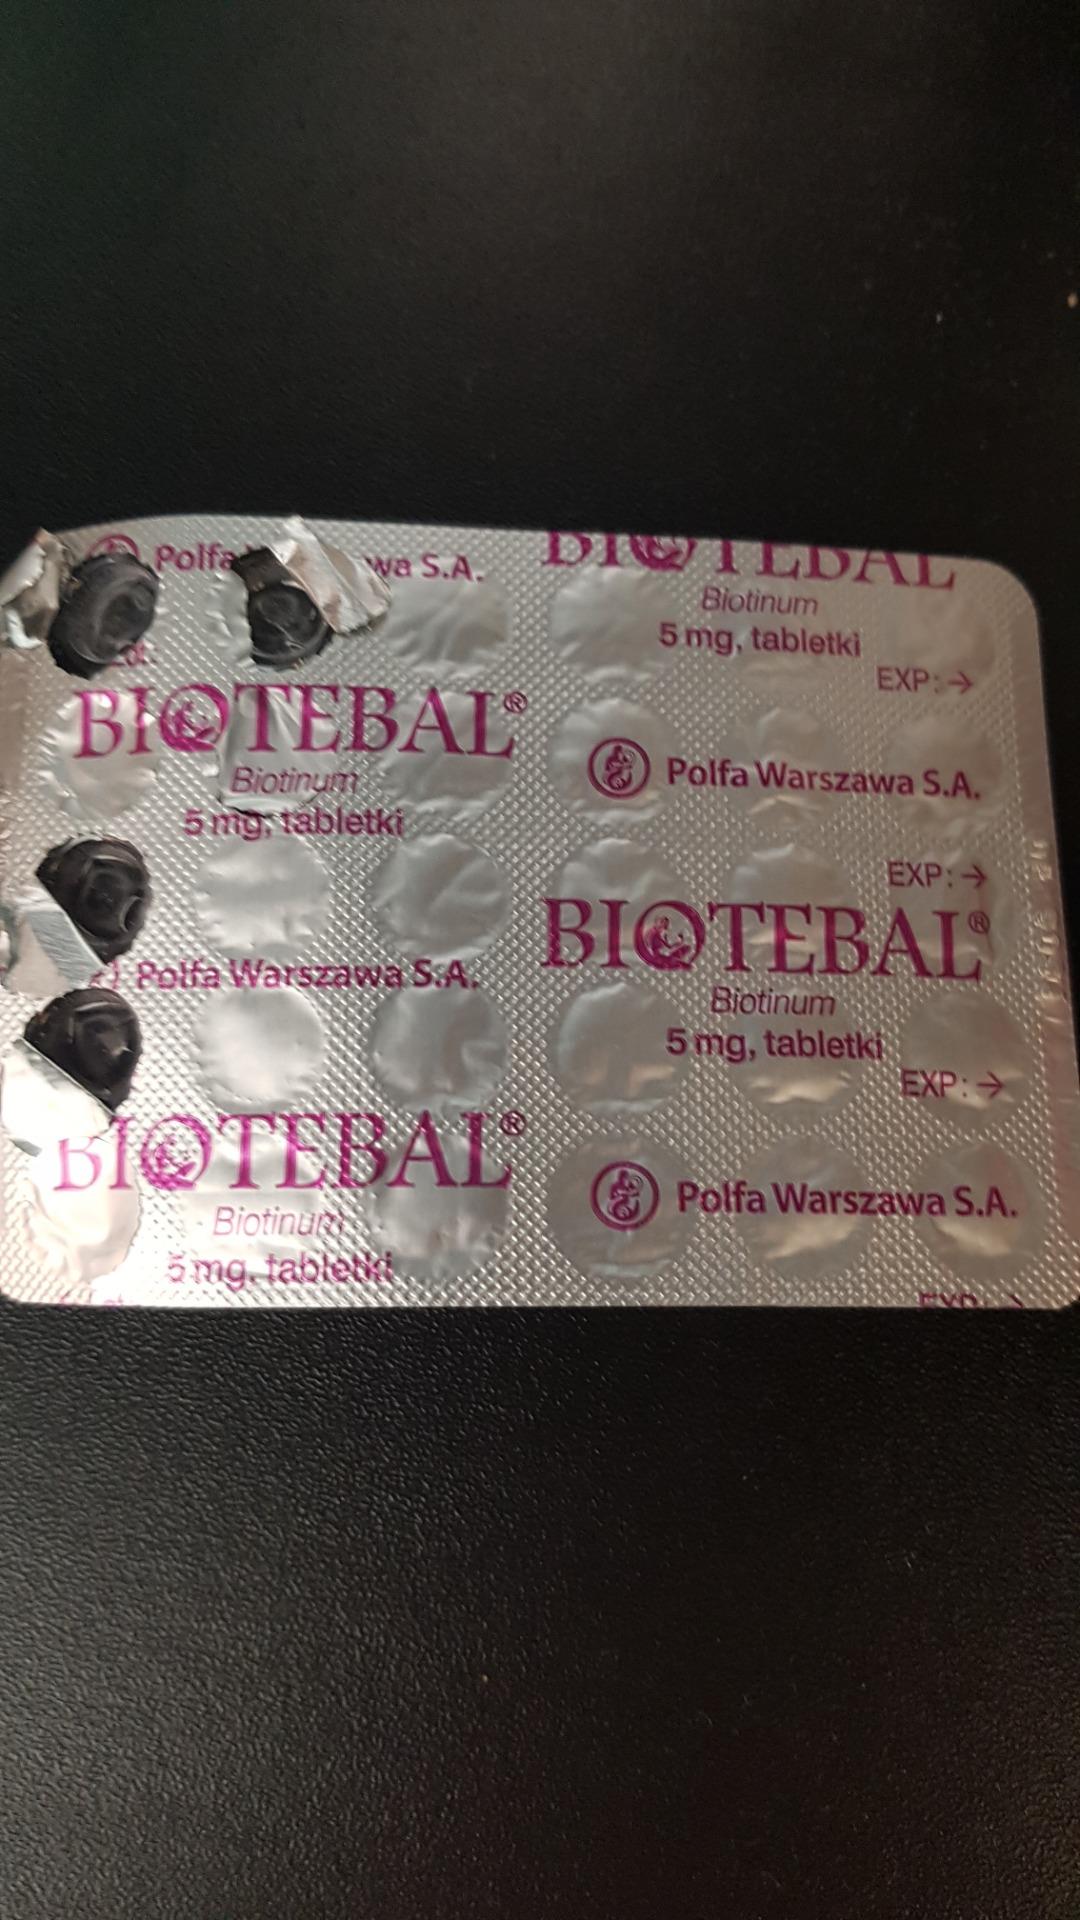 Polfa wa S.A.
BIOTEBAL
Biotinum
5 mg, tabletki
EXP: →
BIOTEBAL®
Biotinum
5 mg, tabletki
Polfa Warszawa S.A.
EXP: →
Polfa Warszawa S.A.
BIOTEBAL®
Biotinum
5 mg, tabletki
EXP: →
BIOTEBAL®
Biotinum
5 mg, tabletki
Polfa Warszawa S.A.